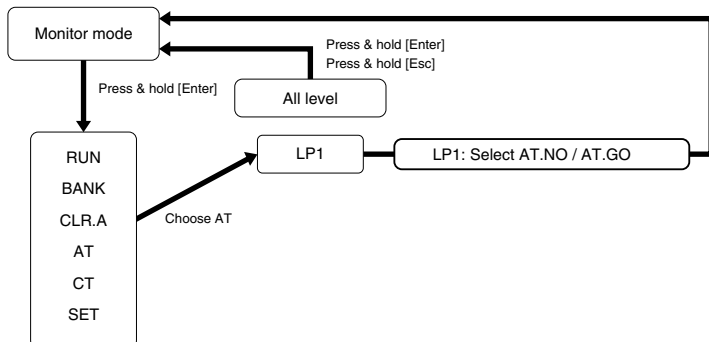 Monitor mode
Press & hold [Enter]
Press & hold [Esc]
Press & hold [Enter]
All level
RUN
BANK
CLR.A
AT
CT
SET
Choose AT
LP1
LP1: Select AT.NO / AT.GO